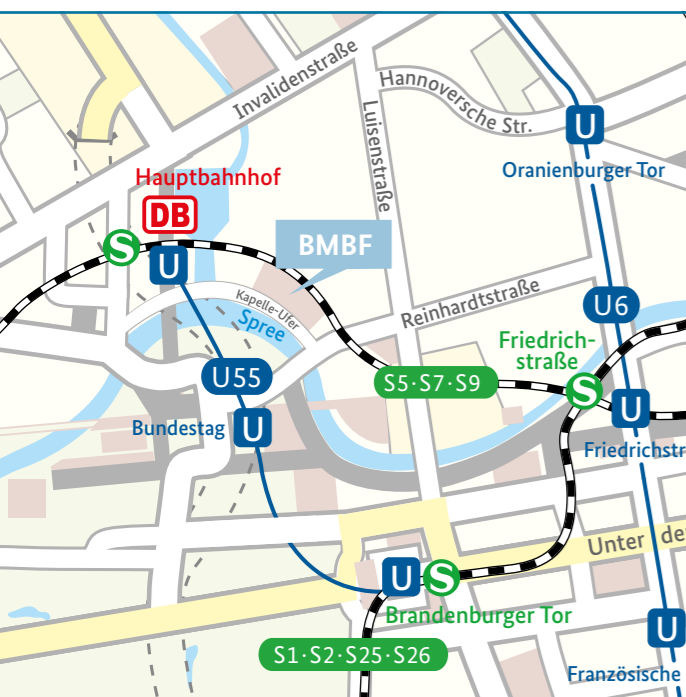 Invalidenstraße
Hannoversche Str.
Luisenstraße
U
Oranienburger Tor
Hauptbahnhof
DB
S
U
BMBF
Kapelle-Ufer
Spree
Reinhardtstraße
U6
Friedrich-
straße
U55
S5·S7·S9
S
U
Bundestag
U
Friedrichstr
Unter de
U
S
Brandenburger Tor
U
S1·S2·S25·S26
Französische